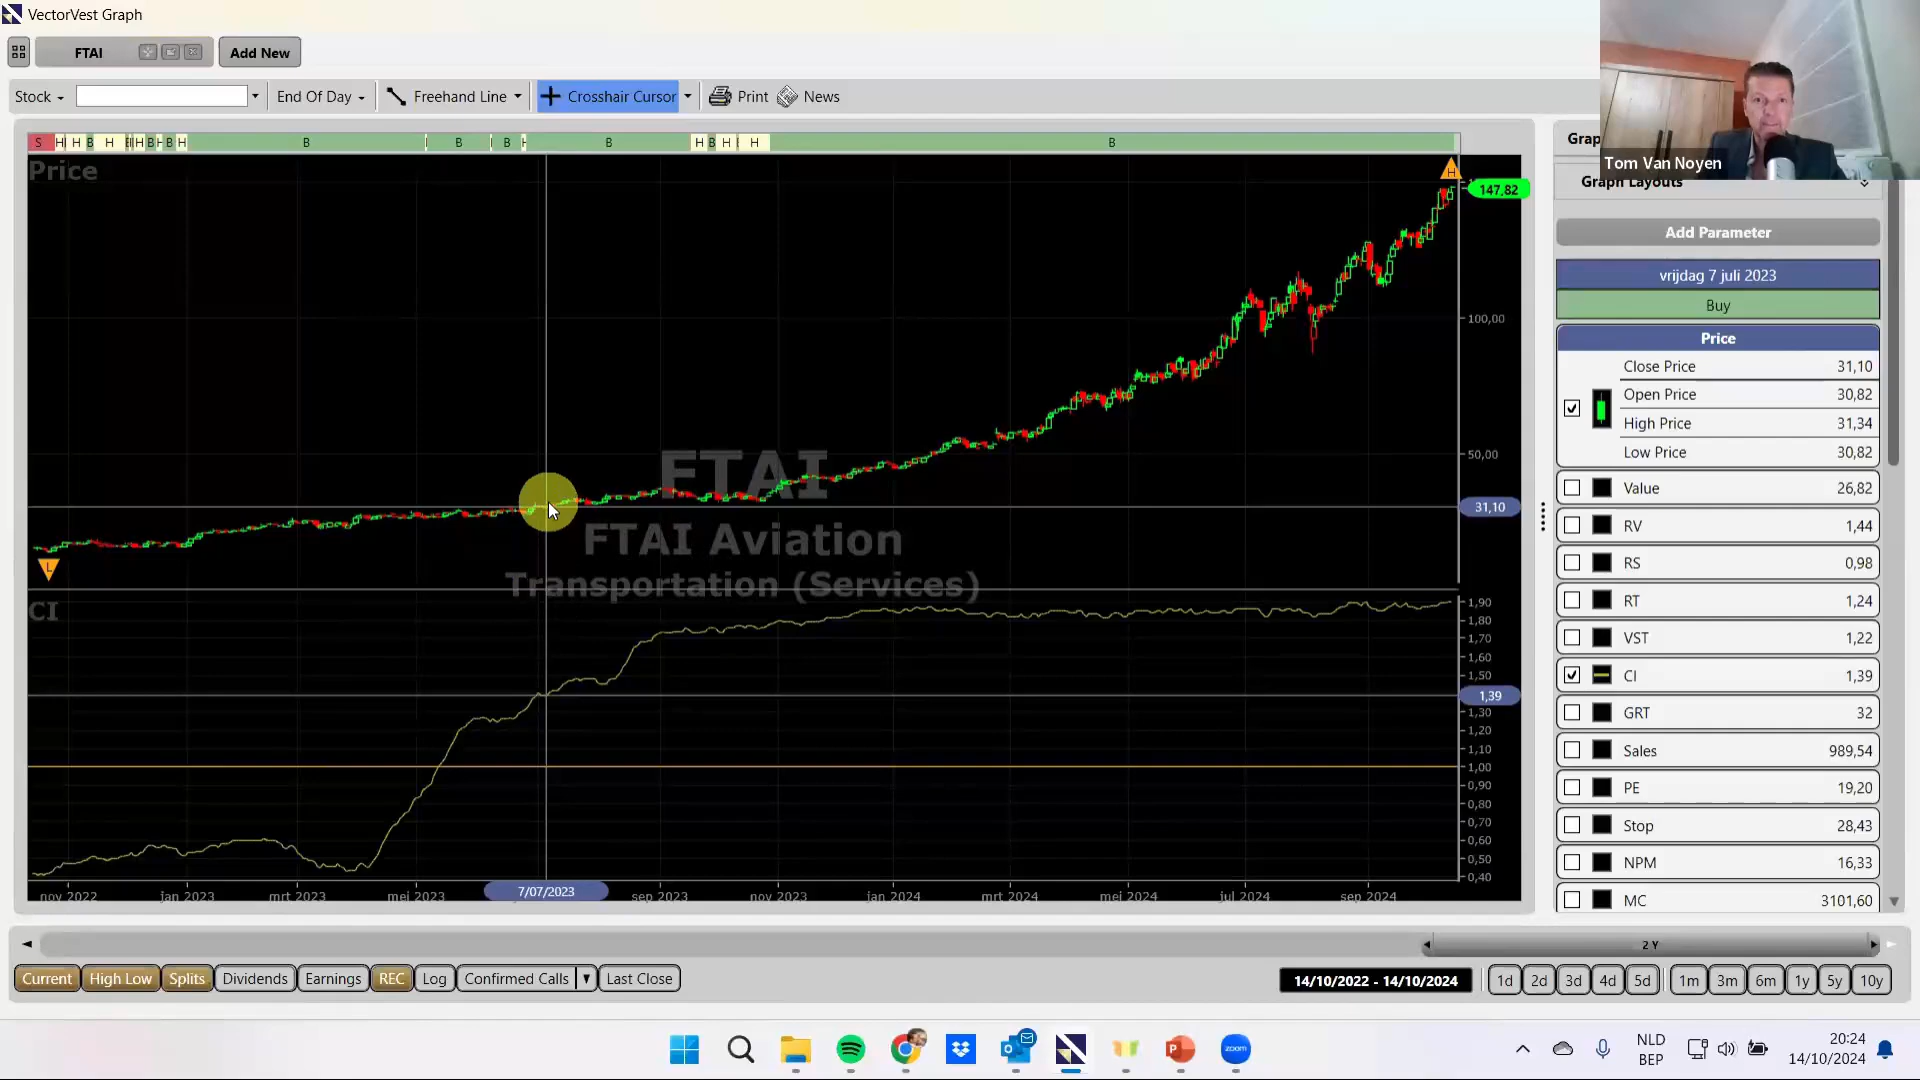 VectorVest Graph
FTAI
Add New
Stock
End Of Day
Freehand Line
Crosshair Cursor
Print
News
Tom Van Noyen
S H H B H H B H B H B B B B H B H H B
Price
H
147,82
100,00
50,00
31,10
FTAI
FTAI Aviation
Transportation (Services)
L
CI
1,90
1,80
1,70
1,60
1,50
1,39
1,30
1,20
1,10
1,00
0,90
0,80
0,70
0,60
0,50
0,40
nov 2022
jan 2023
mrt 2023
mei 2023
7/07/2023
sep 2023
nov 2023
jan 2024
mrt 2024
mei 2024
jul 2024
sep 2024
Graph Layouts
Add Parameter
vrijdag 7 juli 2023
Buy
Price
Close Price 31,10
Open Price 30,82
High Price 31,34
Low Price 30,82
Value 26,82
RV 1,44
RS 0,98
RT 1,24
VST 1,22
CI 1,39
GRT 32
Sales 989,54
PE 19,20
Stop 28,43
NPM 16,33
MC 3101,60
2 Y
Current
High Low
Splits
Dividends
Earnings
REC
Log
Confirmed Calls
Last Close
14/10/2022 - 14/10/2024
1d 2d 3d 4d 5d 1m 3m 6m 1y 5y 10y
zoom
NLD
BEP
20:24
14/10/2024